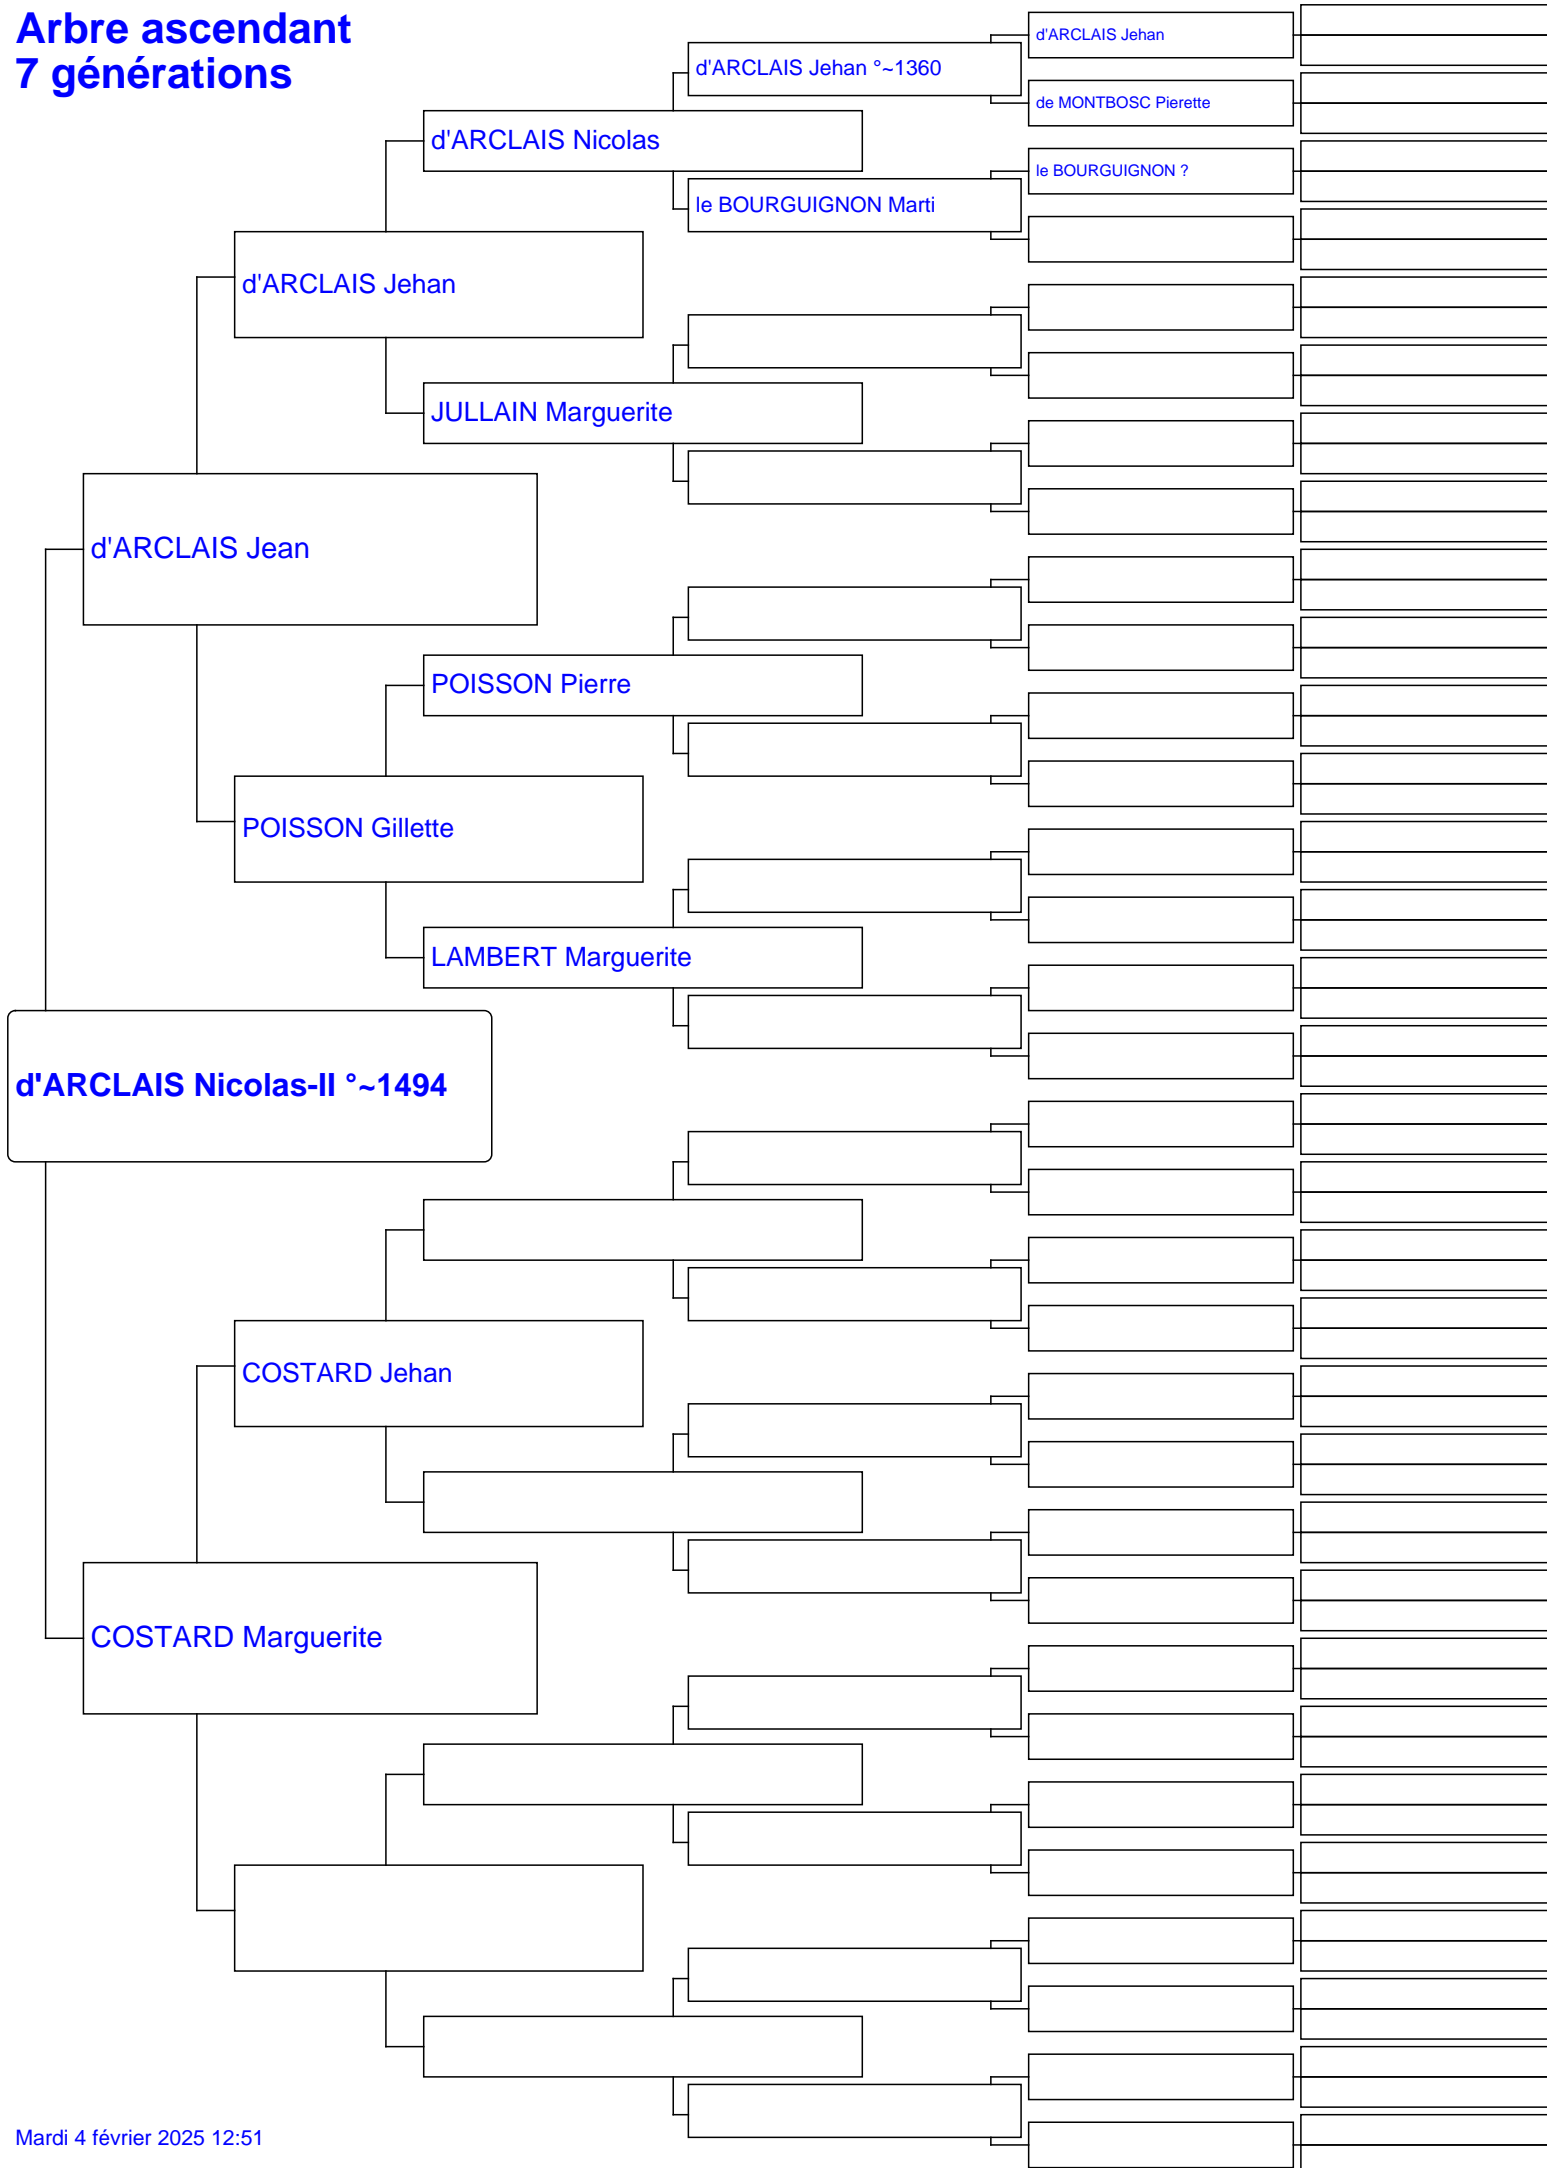 Arbre ascendant
7 générations
d'ARCLAIS Jehan
d'ARCLAIS Jehan °~1360
de MONTBOSC Pierette
d'ARCLAIS Nicolas
le BOURGUIGNON ?
le BOURGUIGNON Marti
d'ARCLAIS Jehan
JULLAIN Marguerite
d'ARCLAIS Jean
POISSON Pierre
POISSON Gillette
LAMBERT Marguerite
d'ARCLAIS Nicolas-II °~1494
COSTARD Jehan
COSTARD Marguerite
Mardi 4 février 2025 12:51